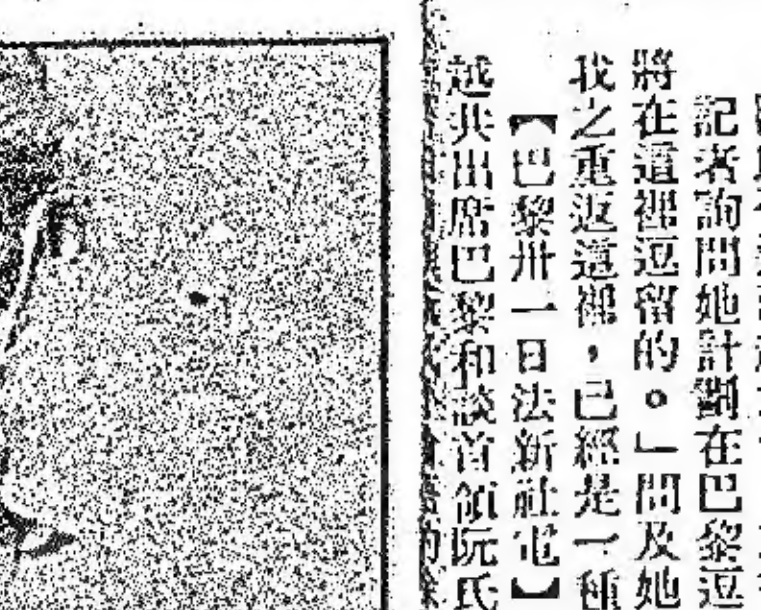 記者詢問她計劃在巴黎逗
將在這裡逗留的。」問及她
我之重返這裡，已經是一種
【巴黎卅一日法新社電】
越共出席巴黎和談首領阮氏